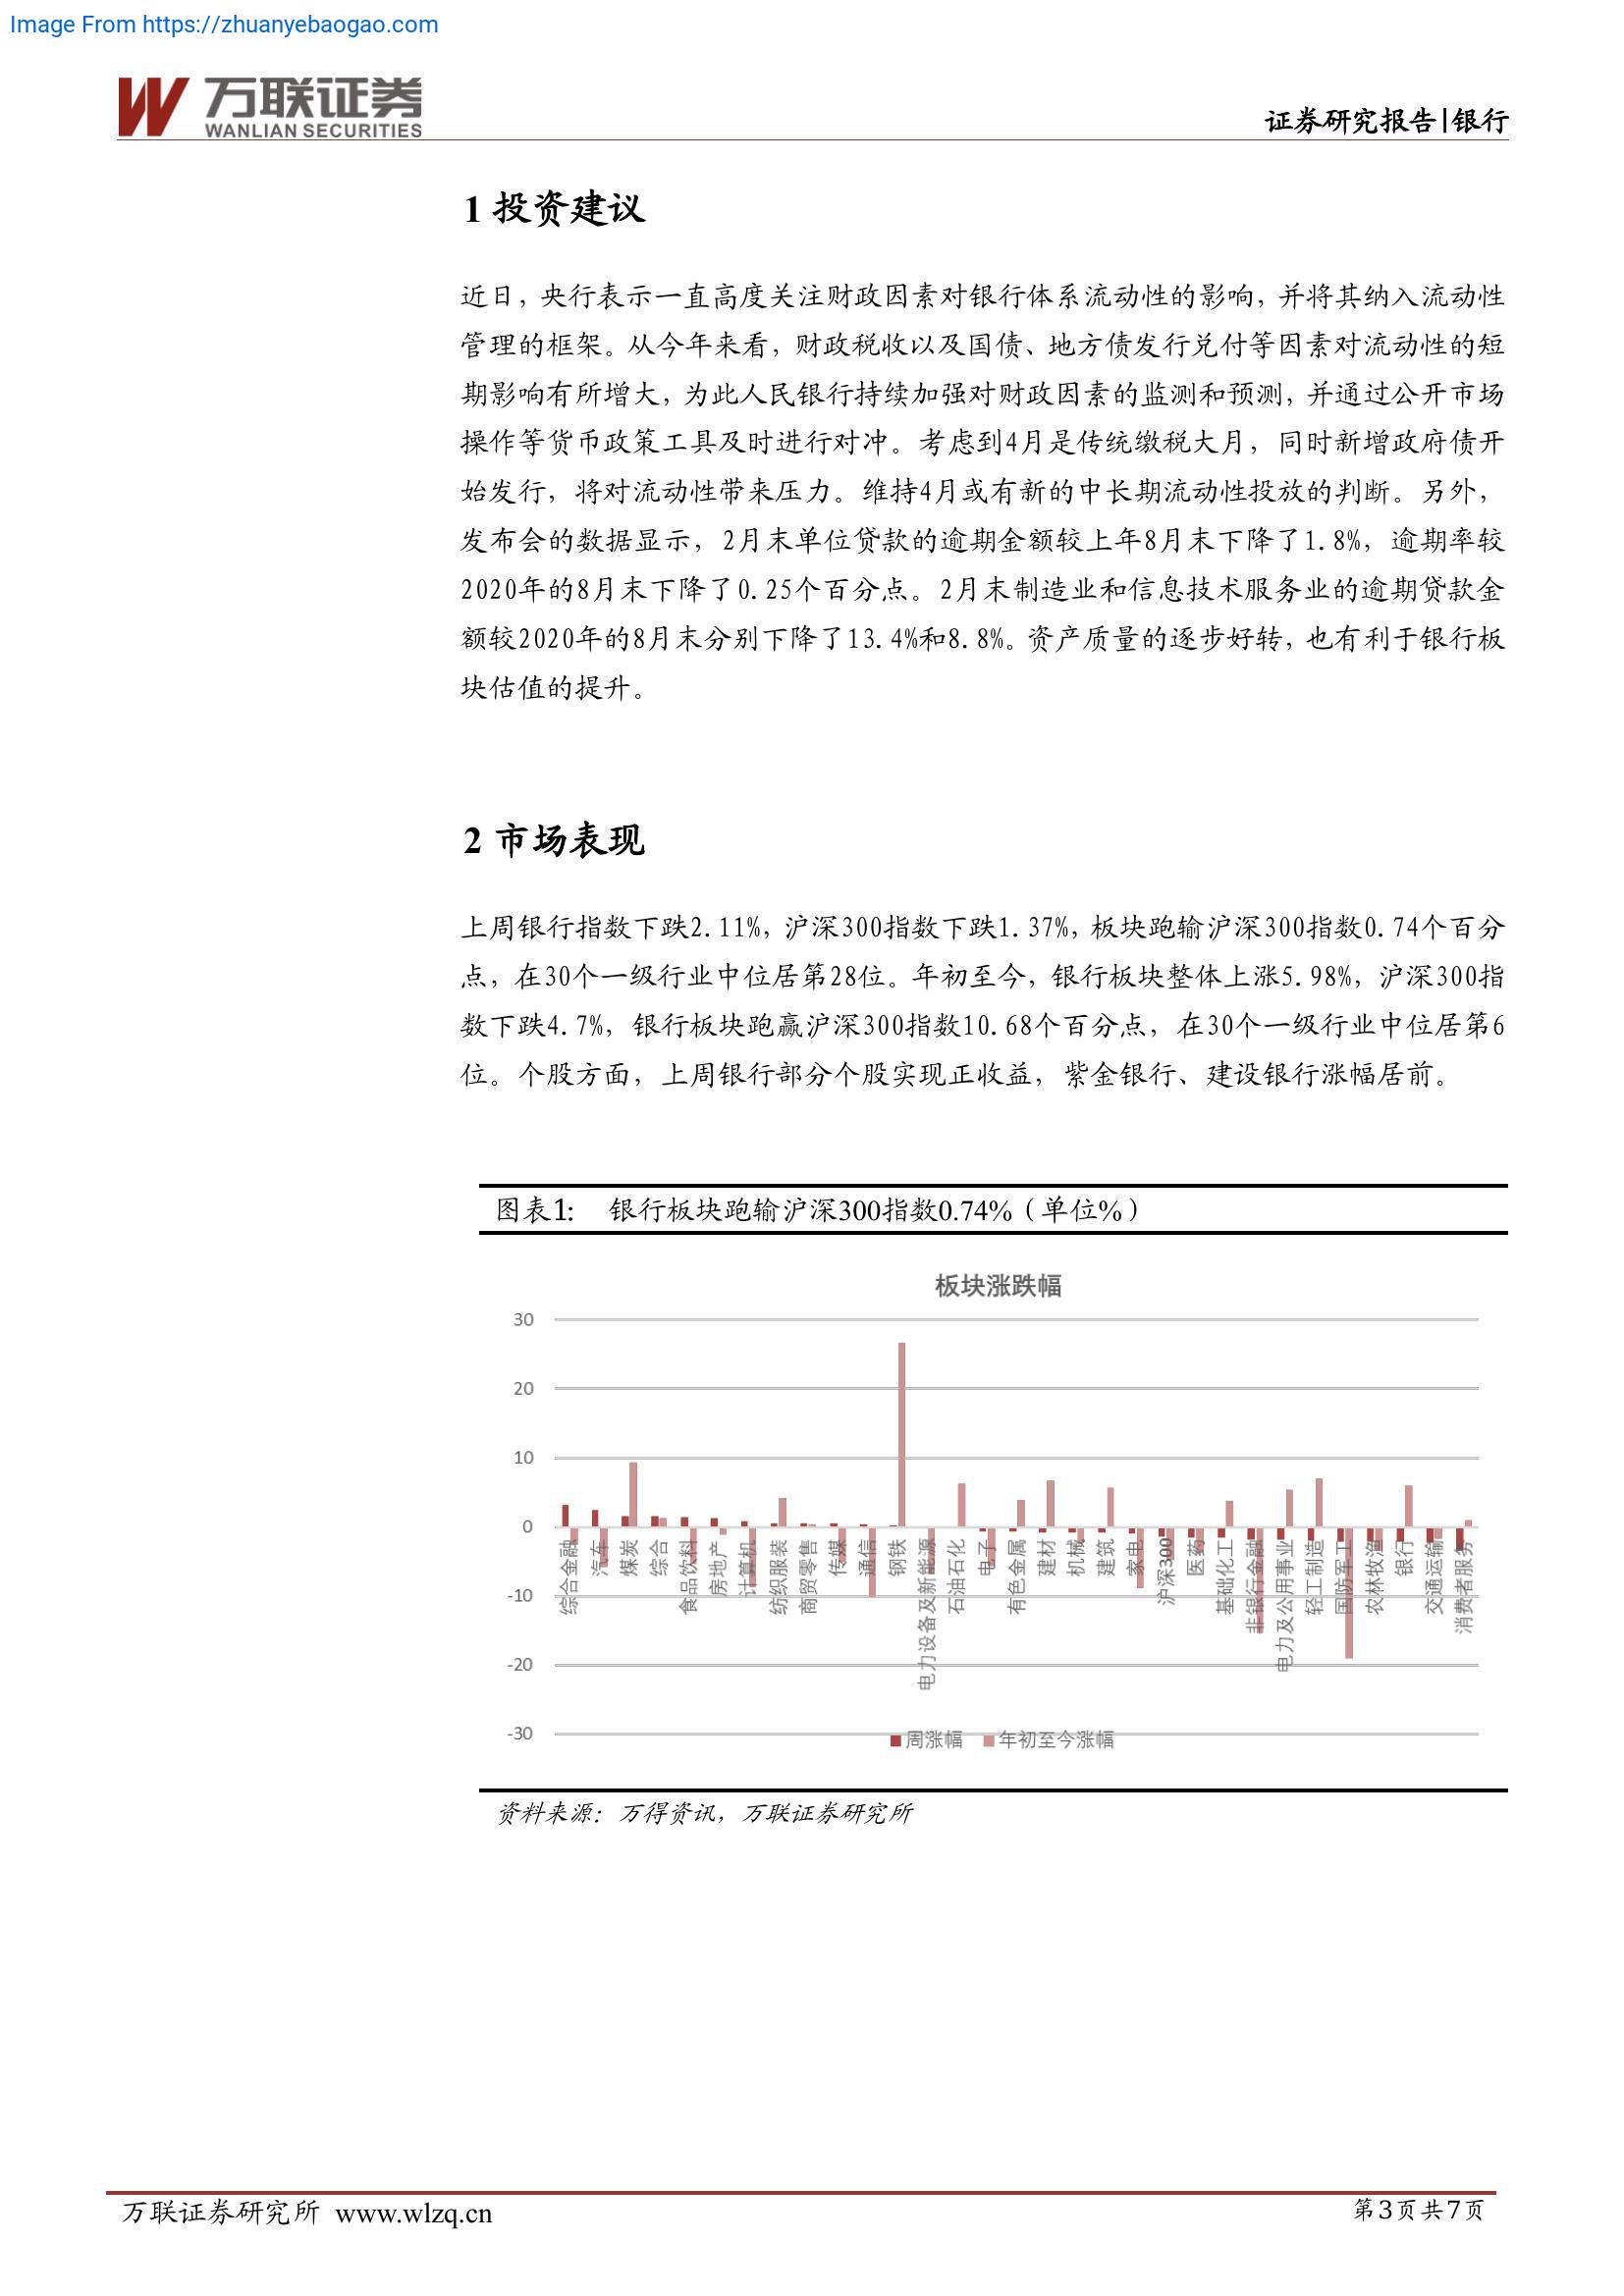 Image From https://zhuanyebaogao.com
万联证券
WANLIAN SECURITIES
证券研究报告|银行
1 投资建议
近日，央行表示一直高度关注财政因素对银行体系流动性的影响，并将其纳入流动性
管理的框架。从今年来看，财政税收以及国债、地方债发行兑付等因素对流动性的短
期影响有所增大，为此人民银行持续加强对财政因素的监测和预测，并通过公开市场
操作等货币政策工具及时进行对冲。考虑到4月是传统缴税大月，同时新增政府债开
始发行，将对流动性带来压力。维持4月或有新的中长期流动性投放的判断。另外，
发布会的数据显示，2月末单位贷款的逾期金额较上年8月末下降了1.8%，逾期率较
2020年的8月末下降了0.25个百分点。2月末制造业和信息技术服务业的逾期贷款金
额较2020年的8月末分别下降了13.4%和8.8%。资产质量的逐步好转，也有利于银行板
块估值的提升。
2 市场表现
上周银行指数下跌2.11%，沪深300指数下跌1.37%，板块跑输沪深300指数0.74个百分
点，在30个一级行业中位居第28位。年初至今，银行板块整体上涨5.98%，沪深300指
数下跌4.7%，银行板块跑赢沪深300指数10.68个百分点，在30个一级行业中位居第6
位。个股方面，上周银行部分个股实现正收益，紫金银行、建设银行涨幅居前。
图表1： 银行板块跑输沪深300指数0.74%（单位%）
板块涨跌幅
30
20
10
0
-10
-20
-30
综合金融
汽车
煤炭
综合
食品饮料
房地产
计算机
纺织服装
商贸零售
传媒
通信
钢铁
电力设备及新能源
石油石化
电子
有色金属
建材
机械
建筑
家电
沪深300
医药
基础化工
非银行金融
电力及公用事业
轻工制造
国防军工
农林牧渔
银行
交通运输
消费者服务
周涨幅 年初至今涨幅
资料来源：万得资讯，万联证券研究所
万联证券研究所 www.wlzq.cn
第3页共7页